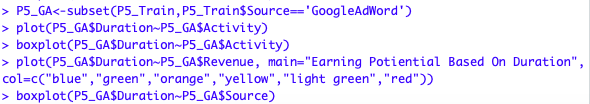 > P5_GA<-subset(P5_Train,P5_Train$Source=='GoogleAdWord')
> plot(P5_GA$Duration~P5_GA$Activity)
> boxplot(P5_GA$Duration~P5_GA$Activity)
> plot(P5_GA$Duration~P5_GA$Revenue, main="Earning Potiential Based On Duration",
col=c("blue","green","orange","yellow","light green","red"))
> boxplot(P5_GA$Duration~P5_GA$Source)